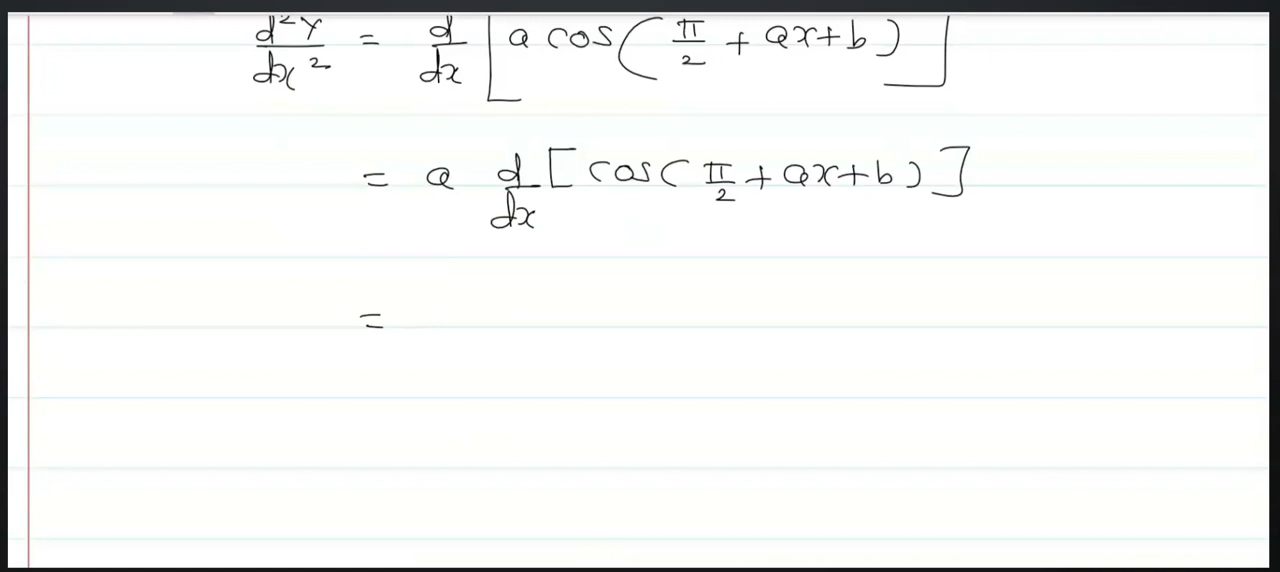 d²y/dx² = d/dx [a cos(π/2 + ax+b)]
= a d/dx [cos(π/2 + ax+b)]
=